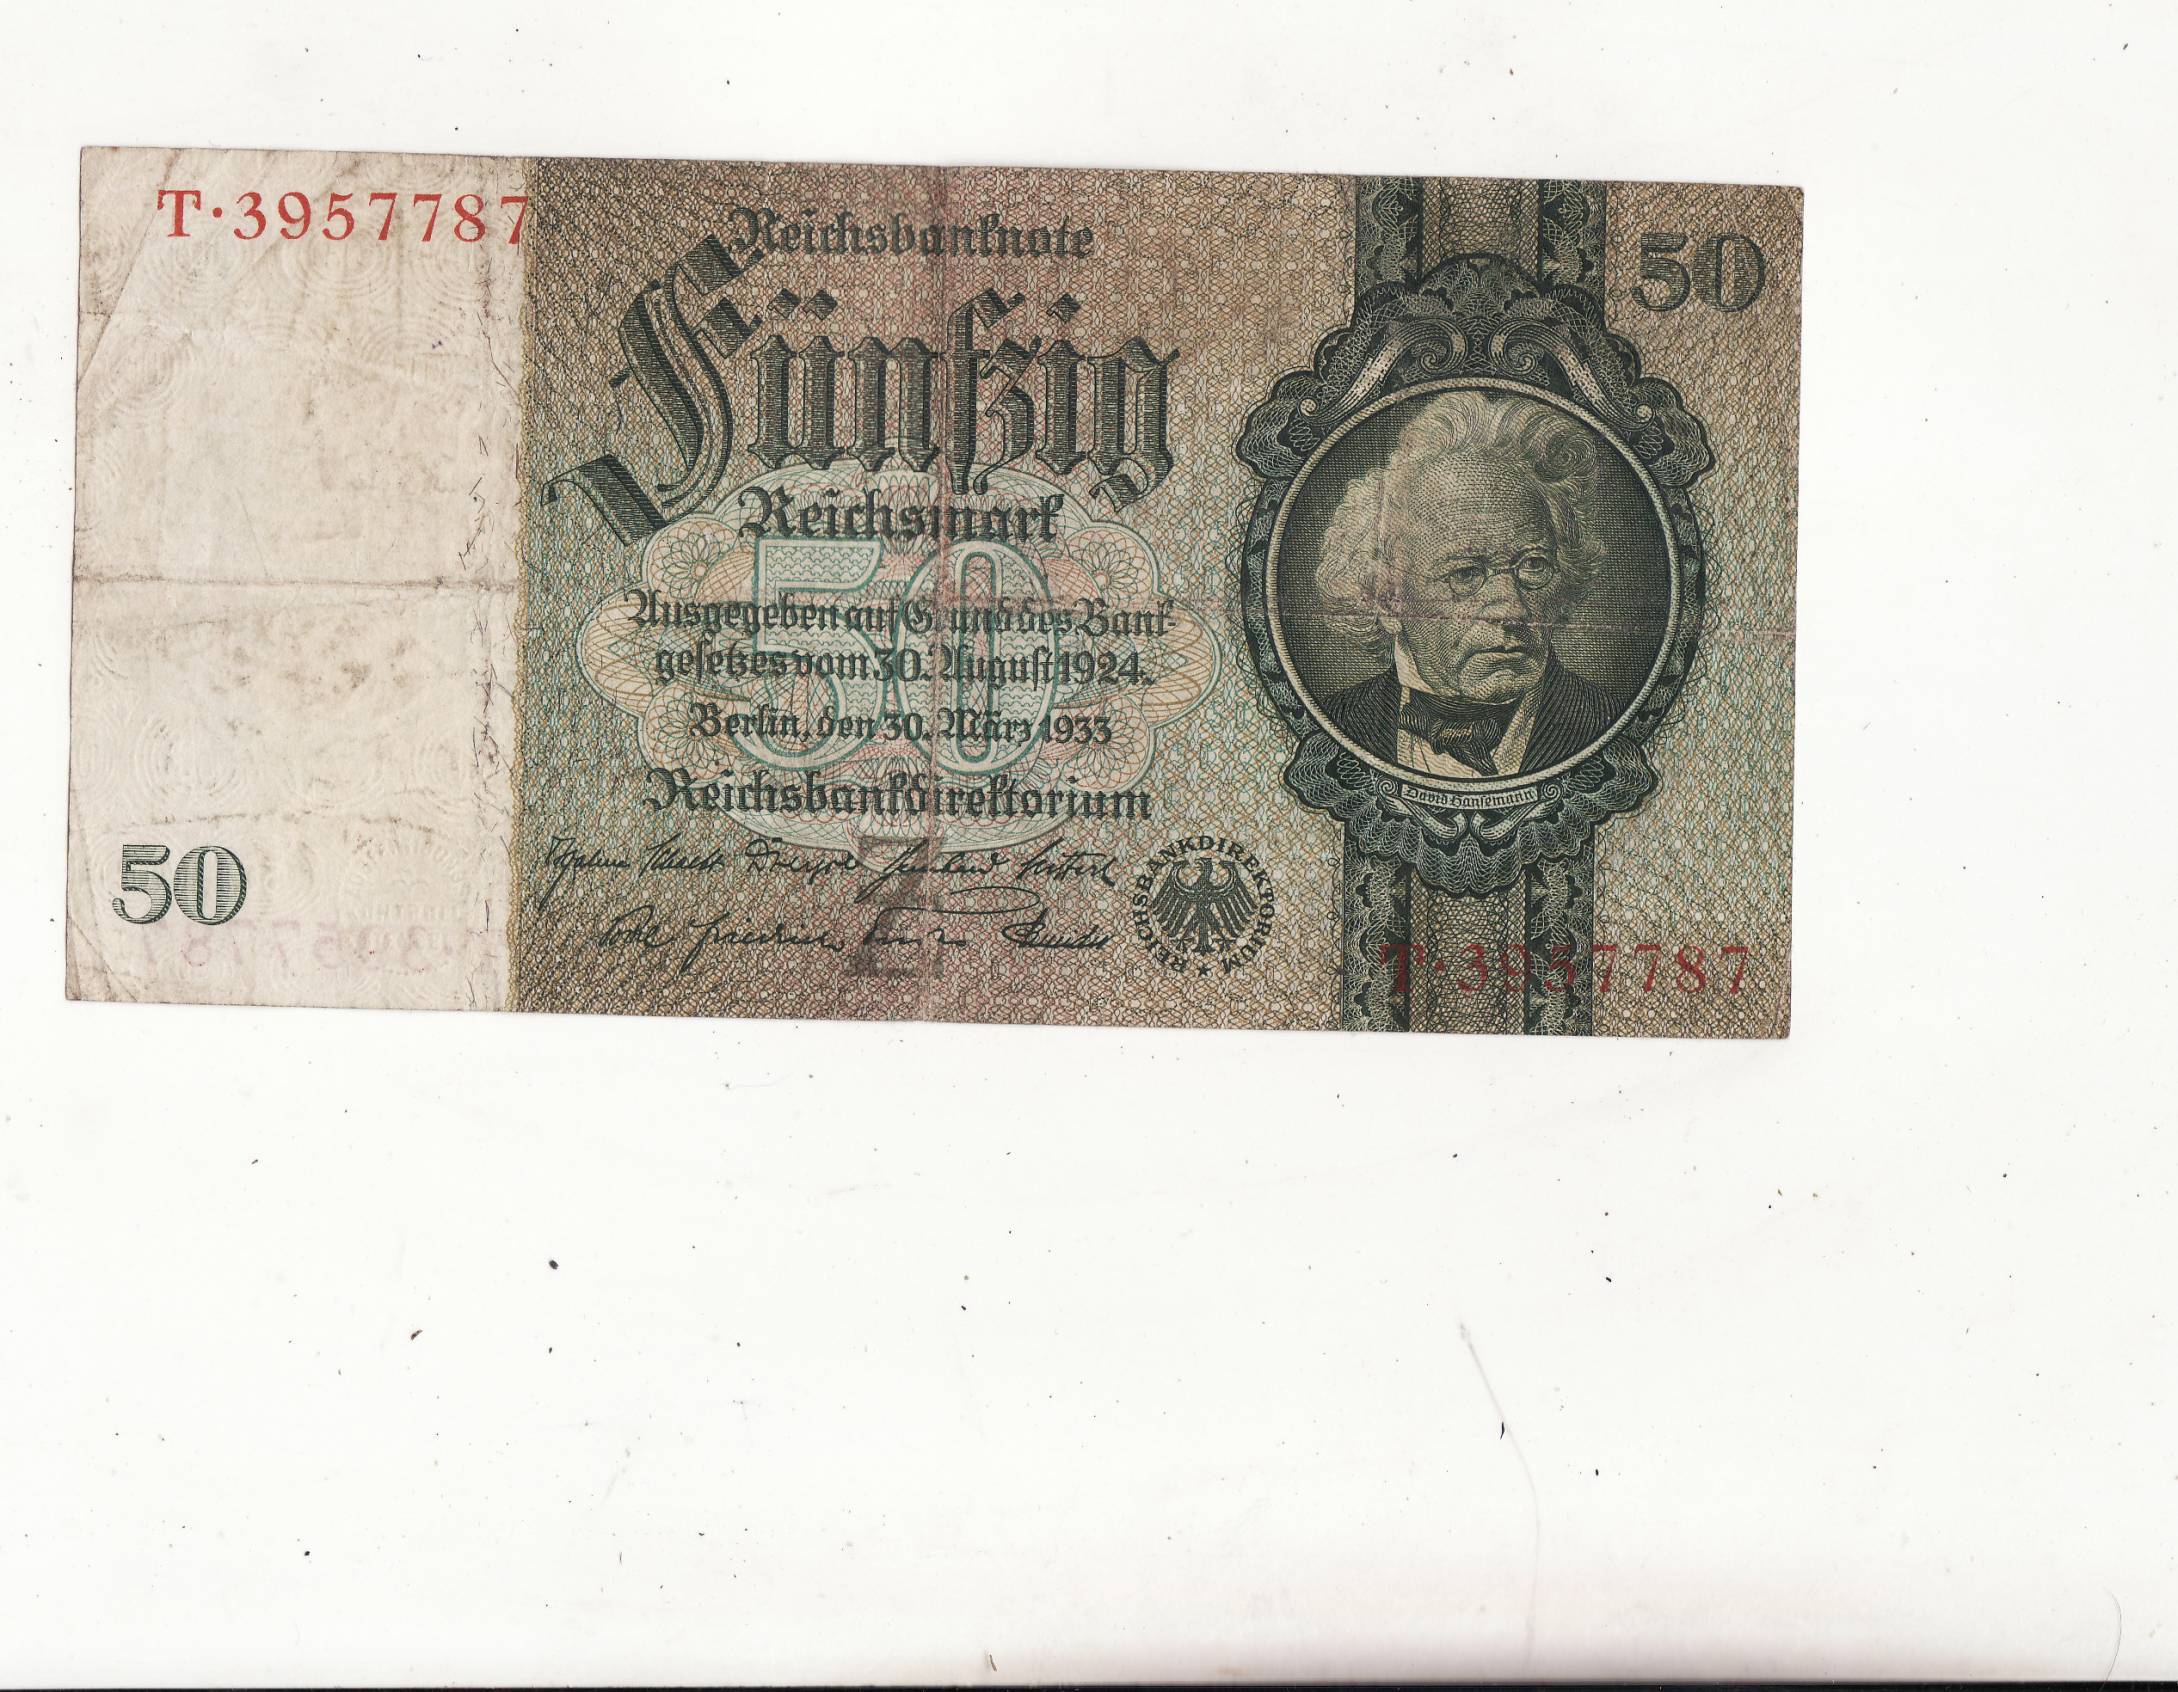 T·3957787
Reichsbanknote
50
Fünfzig
Reichsmark
50
Ausgegeben auf Grund des Bank-
gesetzes vom 30. August 1924.
Berlin, den 30. März 1933
Reichsbankdirektorium
David Hansemann
50
REICHSBANKDIREKTORIUM
Z
T·3957787